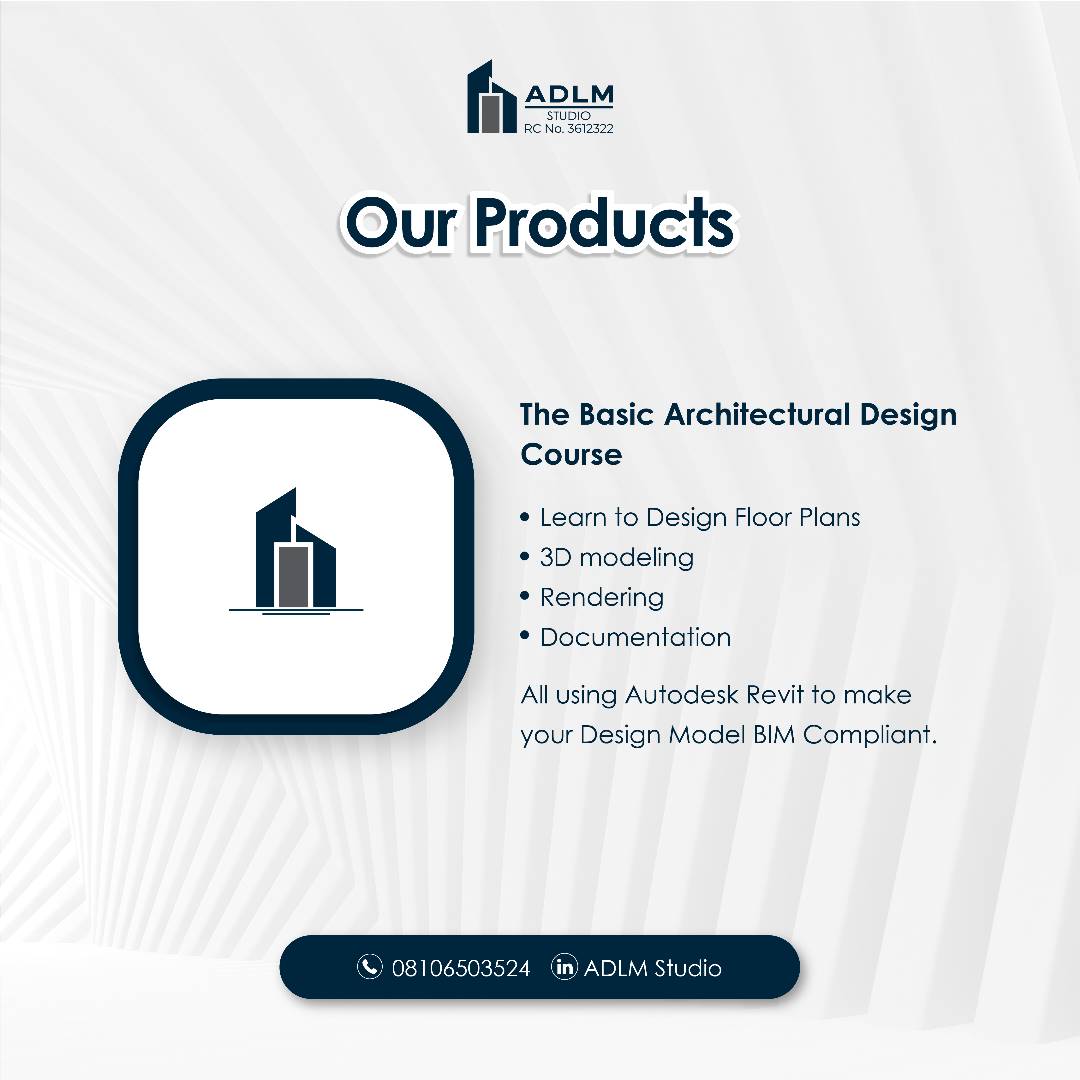 ADLM
STUDIO
RC No. 3612322
Our Products
The Basic Architectural Design
Course
• Learn to Design Floor Plans
• 3D modeling
• Rendering
• Documentation
All using Autodesk Revit to make
your Design Model BIM Compliant.
08106503524 in ADLM Studio